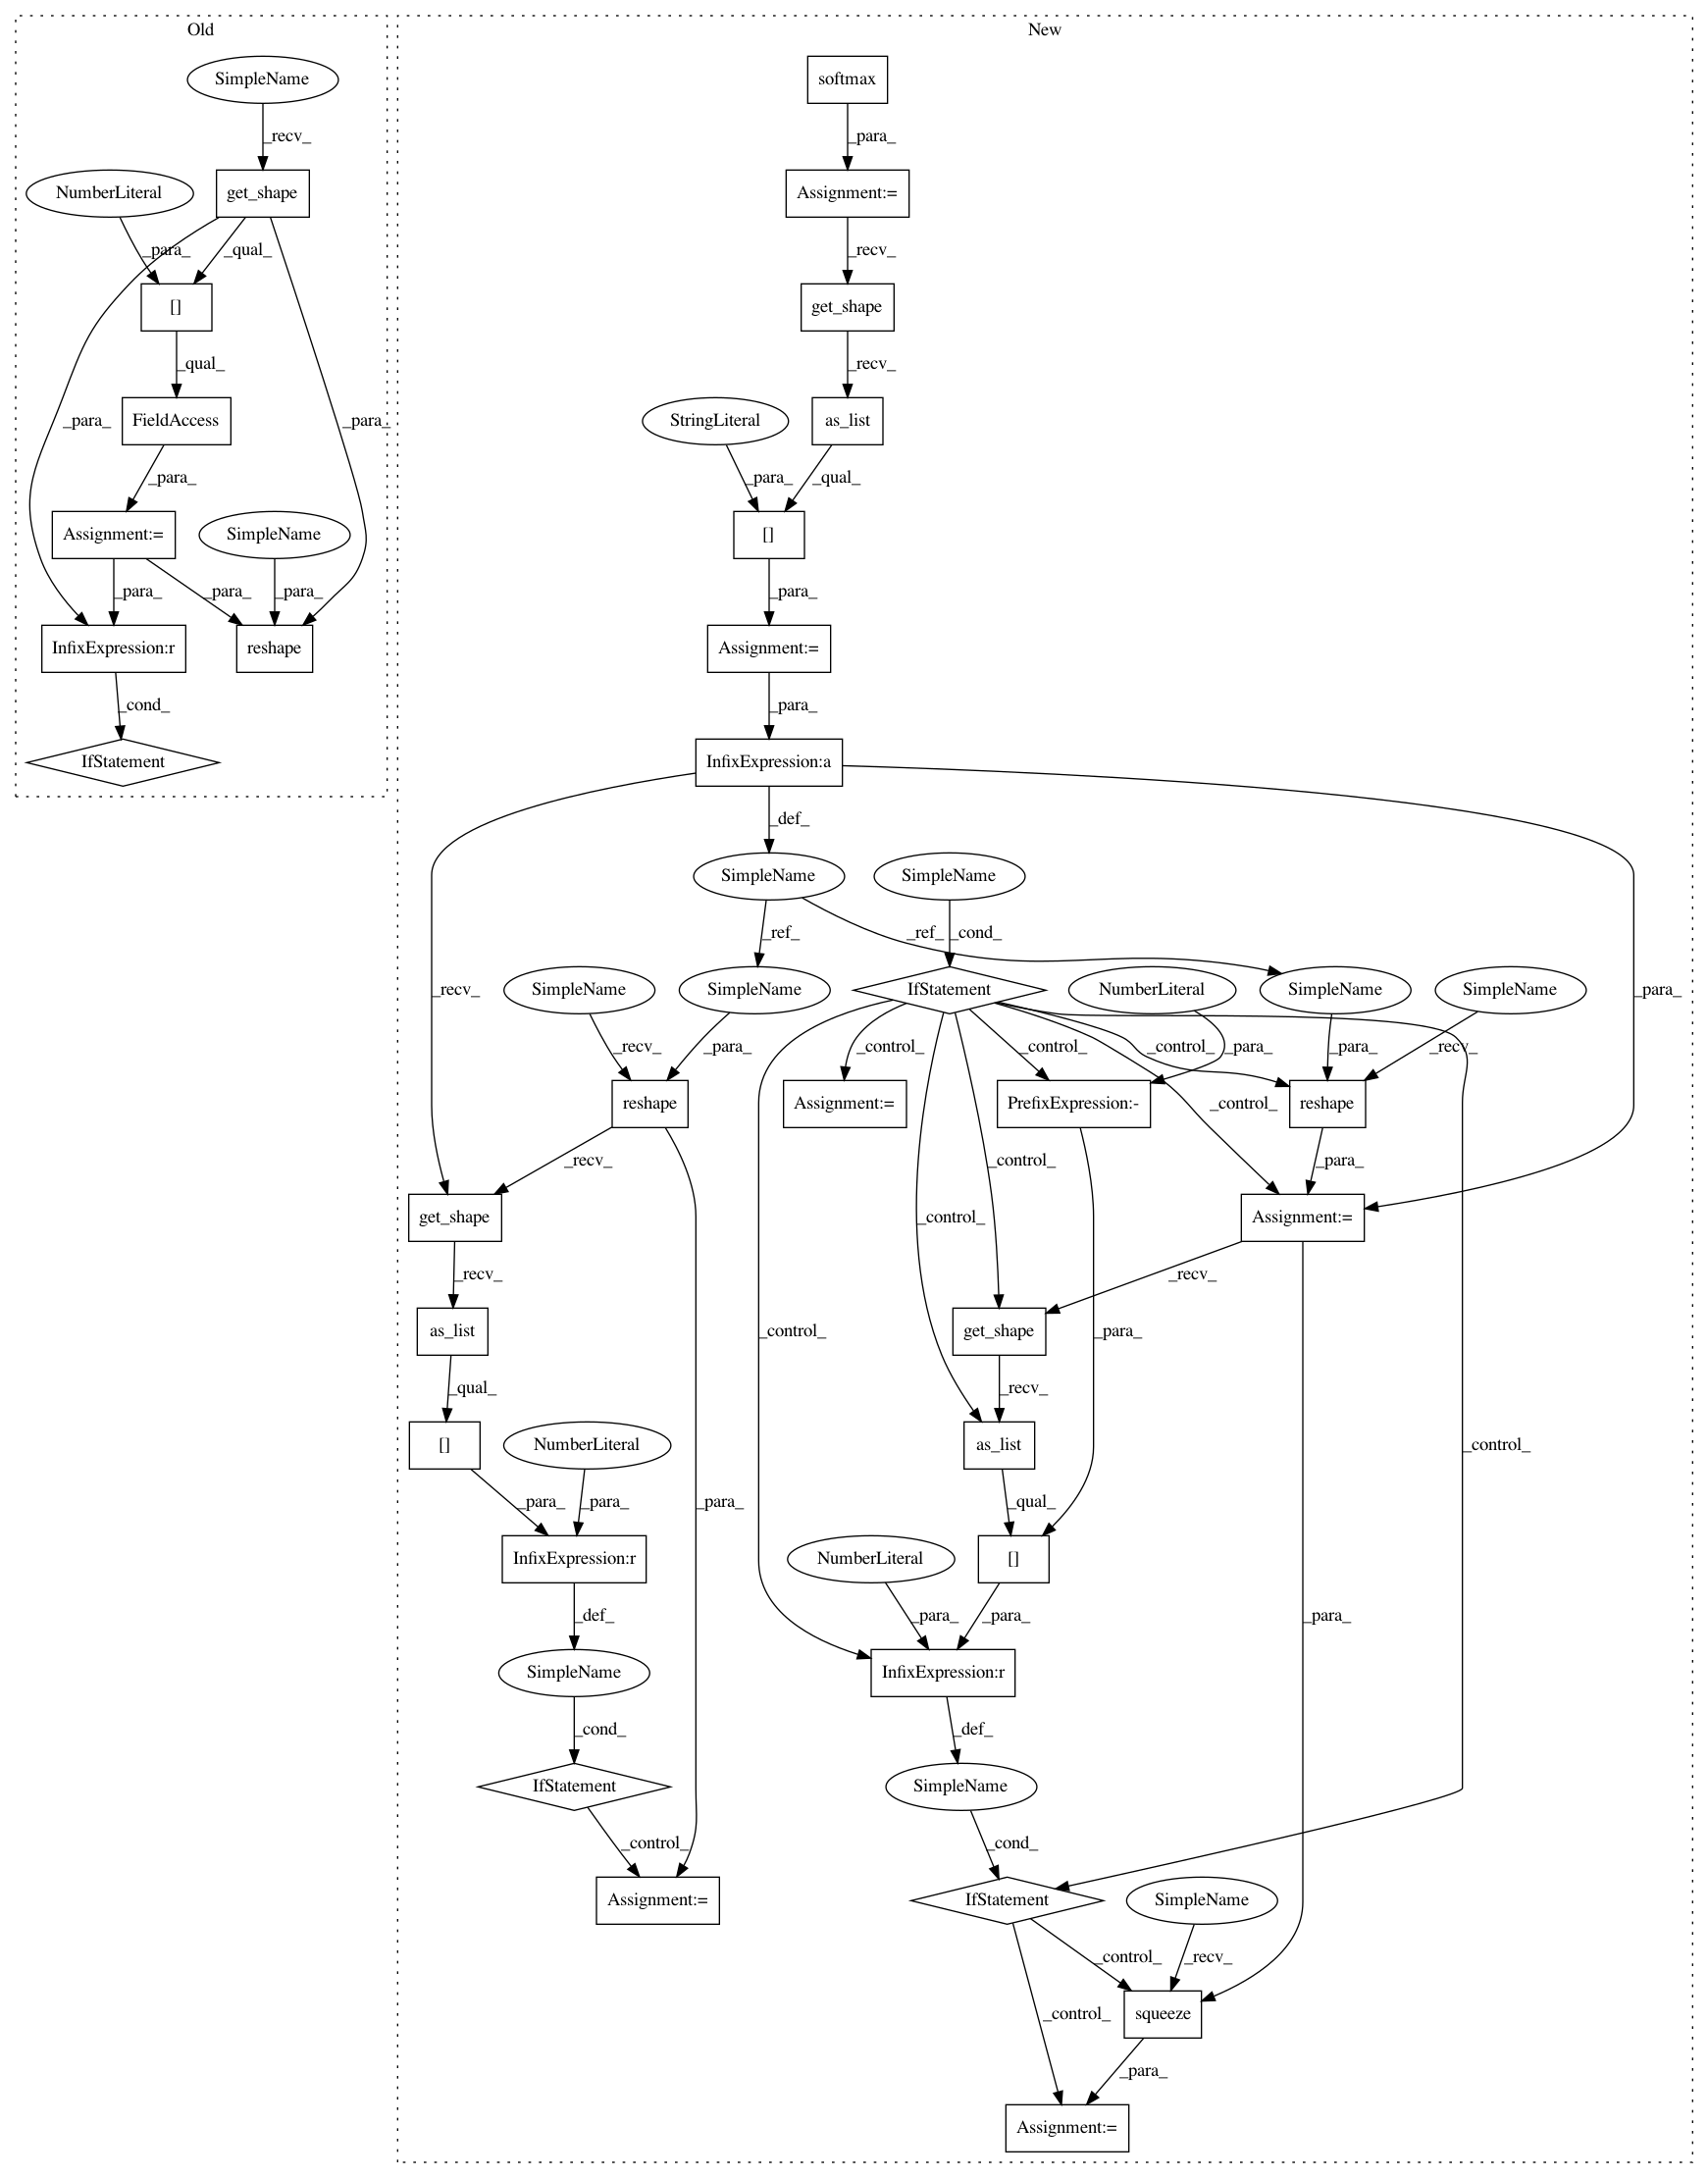 Old
New
SimpleName
softmax
_recv_
_para_
NumberLiteral
get_shape
Assignment:=
_para_
_qual_
_recv_
[]
get_shape
_qual_
_recv_
_para_
FieldAccess
_para_
StringLiteral
as_list
_para_
_para_
_qual_
Assignment:=
SimpleName
[]
_para_
_para_
_para_
_para_
InfixExpression:r
reshape
Assignment:=
_cond_
_para_
IfStatement
InfixExpression:a
_def_
SimpleName
SimpleName
_ref_
_ref_
_cond_
_recv_
SimpleName
SimpleName
IfStatement
NumberLiteral
SimpleName
SimpleName
_para_
_recv_
_para_
_control_
_control_
_para_
_control_
_para_
_recv_
reshape
Assignment:=
PrefixExpression:-
_control_
reshape
_recv_
_control_
_para_
get_shape
_control_
Assignment:=
_recv_
_recv_
as_list
_control_
get_shape
_para_
_qual_
_recv_
[]
NumberLiteral
as_list
_control_
_para_
_para_
_para_
_qual_
InfixExpression:r
NumberLiteral
[]
_def_
_para_
_para_
_para_
SimpleName
InfixExpression:r
_cond_
_def_
IfStatement
SimpleName
_control_
_cond_
Assignment:=
IfStatement
SimpleName
_control_
_recv_
_control_
squeeze
_para_
Assignment:=